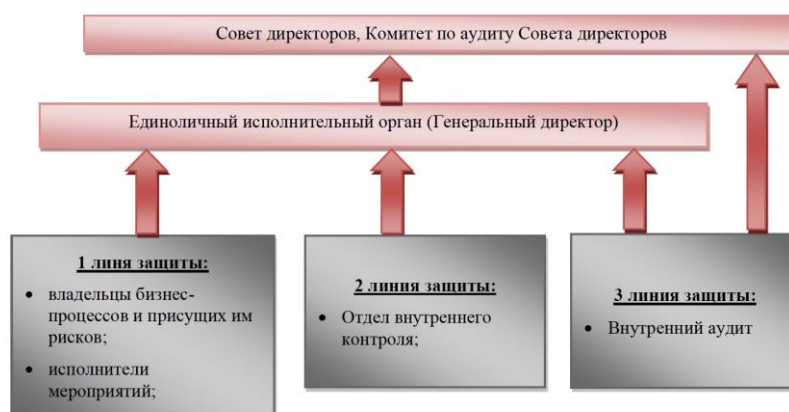 Совет директоров, Комитет по аудиту Совета директоров
Единоличный исполнительный орган (Генеральный директор)
1 линя защиты:
• владельцы бизнес-
процессов и присущих им
рисков;
• исполнители
мероприятий;
2 линия защиты:
• Отдел внутреннего
контроля;
3 линия защиты:
• Внутренний аудит